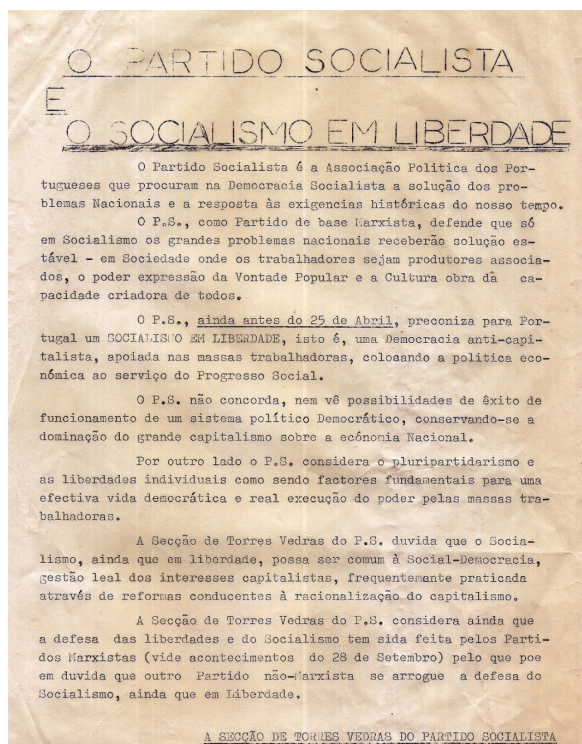 O PARTIDO SOCIALISTA
E
O SOCIALISMO EM LIBERDADE
O Partido Socialista é a Associação Politica dos Por-
tugueses que procuram na Democracia Socialista a solução dos pro-
blemas Nacionais e a resposta às exigencias históricas do nosso tempo.
O P.S., como Partido de base Marxista, defende que só
em Socialismo os grandes problemas nacionais receberão solução es-
tável - em Sociedade onde os trabalhadores sejam produtores associa-
dos, o poder expressão da Vontade Popular e a Cultura obra da ca-
pacidade criadora de todos.
O P.S., ainda antes do 25 de Abril, preconiza para Por-
tugal um SOCIALISMO EM LIBERDADE, isto é, uma Democracia anti-capi-
talista, apoiada nas massas trabalhadoras, colocando a politica eco-
nómica ao serviço do Progresso Social.
O P.S. não concorda, nem vê possibilidades de êxito de
funcionamento de um sistema político Democrático, conservando-se a
dominação do grande capitalismo sobre a ecónomia Nacional.
Por outro lado o P.S. considera o pluripartidarismo e
as liberdades individuais como sendo factores fundamentais para uma
efectiva vida democrática e real execução do poder pelas massas tra-
balhadoras.
A Secção de Torres Vedras do P.S. duvida que o Socia-
lismo, ainda que em liberdade, possa ser comum à Social-Democracia,
gestão leal dos interesses capitalistas, frequentemente praticada
através de reformas conducentes à racionalização do capitalismo.
A Secção de Torres Vedras do P.S. considera ainda que
a defesa das liberdades e do Socialismo tem sida feita pelos Parti-
dos Marxistas (vide acontecimentos do 28 de Setembro) pelo que poe
em duvida que outro Partido não-Marxista se arrogue a defesa do
Socialismo, ainda que em Liberdade.
A SECÇÃO DE TORRES VEDRAS DO PARTIDO SOCIALISTA